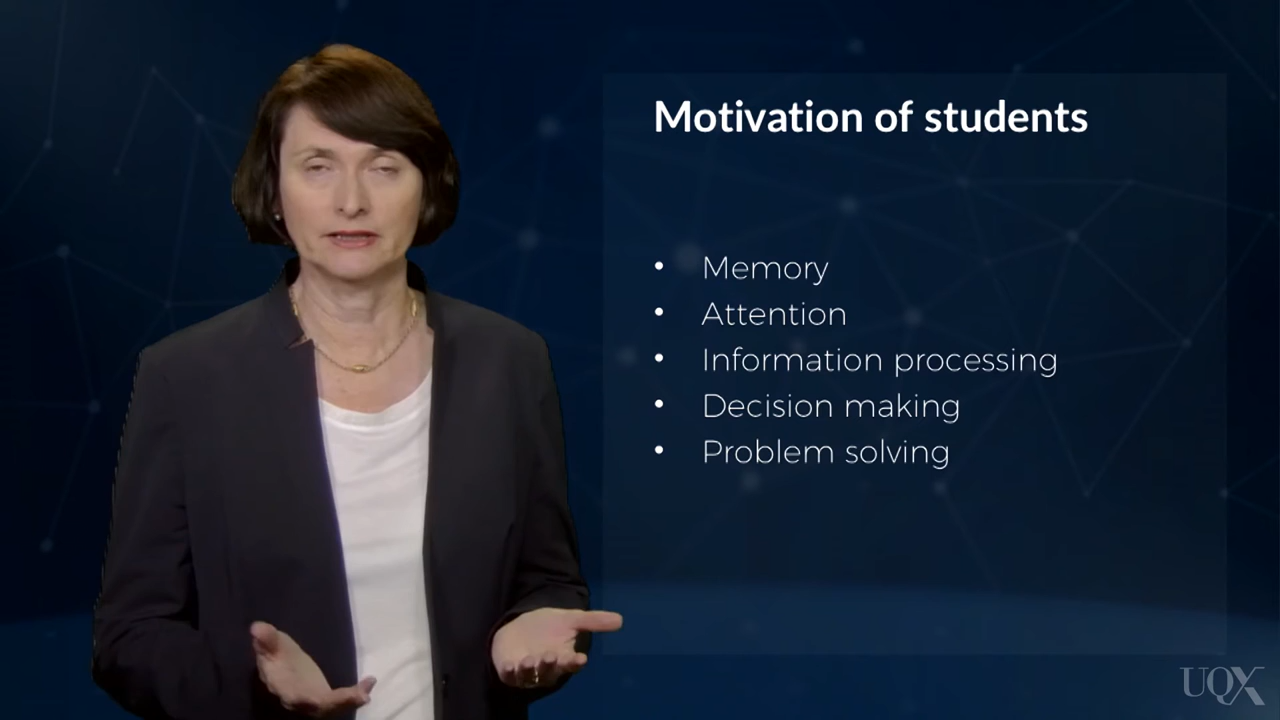 Motivation of students
• Memory
• Attention
• Information processing
• Decision making
• Problem solving
UQX